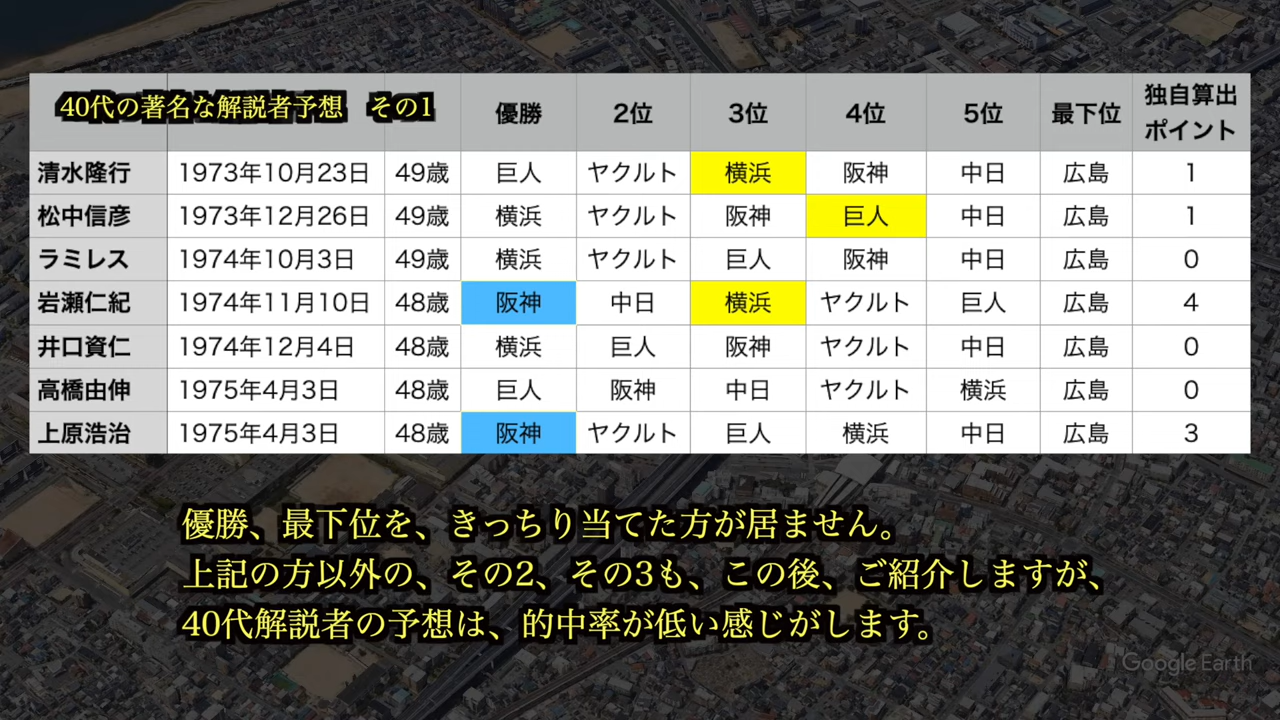 40代の著名な解説者予想 その1 優勝 2位 3位 4位 5位 最下位 独自算出ポイント
清水隆行 1973年10月23日 49歳 巨人 ヤクルト 横浜 阪神 中日 広島 1
松中信彦 1973年12月26日 49歳 横浜 ヤクルト 阪神 巨人 中日 広島 1
ラミレス 1974年10月3日 49歳 横浜 ヤクルト 巨人 阪神 中日 広島 0
岩瀬仁紀 1974年11月10日 48歳 阪神 中日 横浜 ヤクルト 巨人 広島 4
井口資仁 1974年12月4日 48歳 横浜 巨人 阪神 ヤクルト 中日 広島 0
高橋由伸 1975年4月3日 48歳 巨人 阪神 中日 ヤクルト 横浜 広島 0
上原浩治 1975年4月3日 48歳 阪神 ヤクルト 巨人 横浜 中日 広島 3
優勝、最下位を、きっちり当てた方が居ません。
上記の方以外の、その2、その3も、この後、ご紹介しますが、
40代解説者の予想は、的中率が低い感じがします。
Google Earth